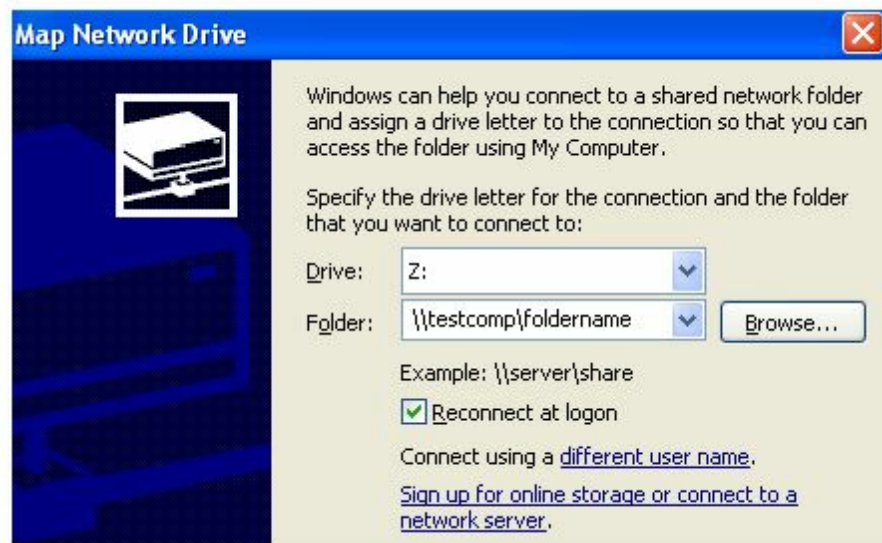 Map Network Drive
Windows can help you connect to a shared network folder
and assign a drive letter to the connection so that you can
access the folder using My Computer.
Specify the drive letter for the connection and the folder
that you want to connect to:
Drive: Z:
Folder: \\testcomp\foldername Browse...
Example: \\server\share
Reconnect at logon
Connect using a different user name.
Sign up for online storage or connect to a
network server.